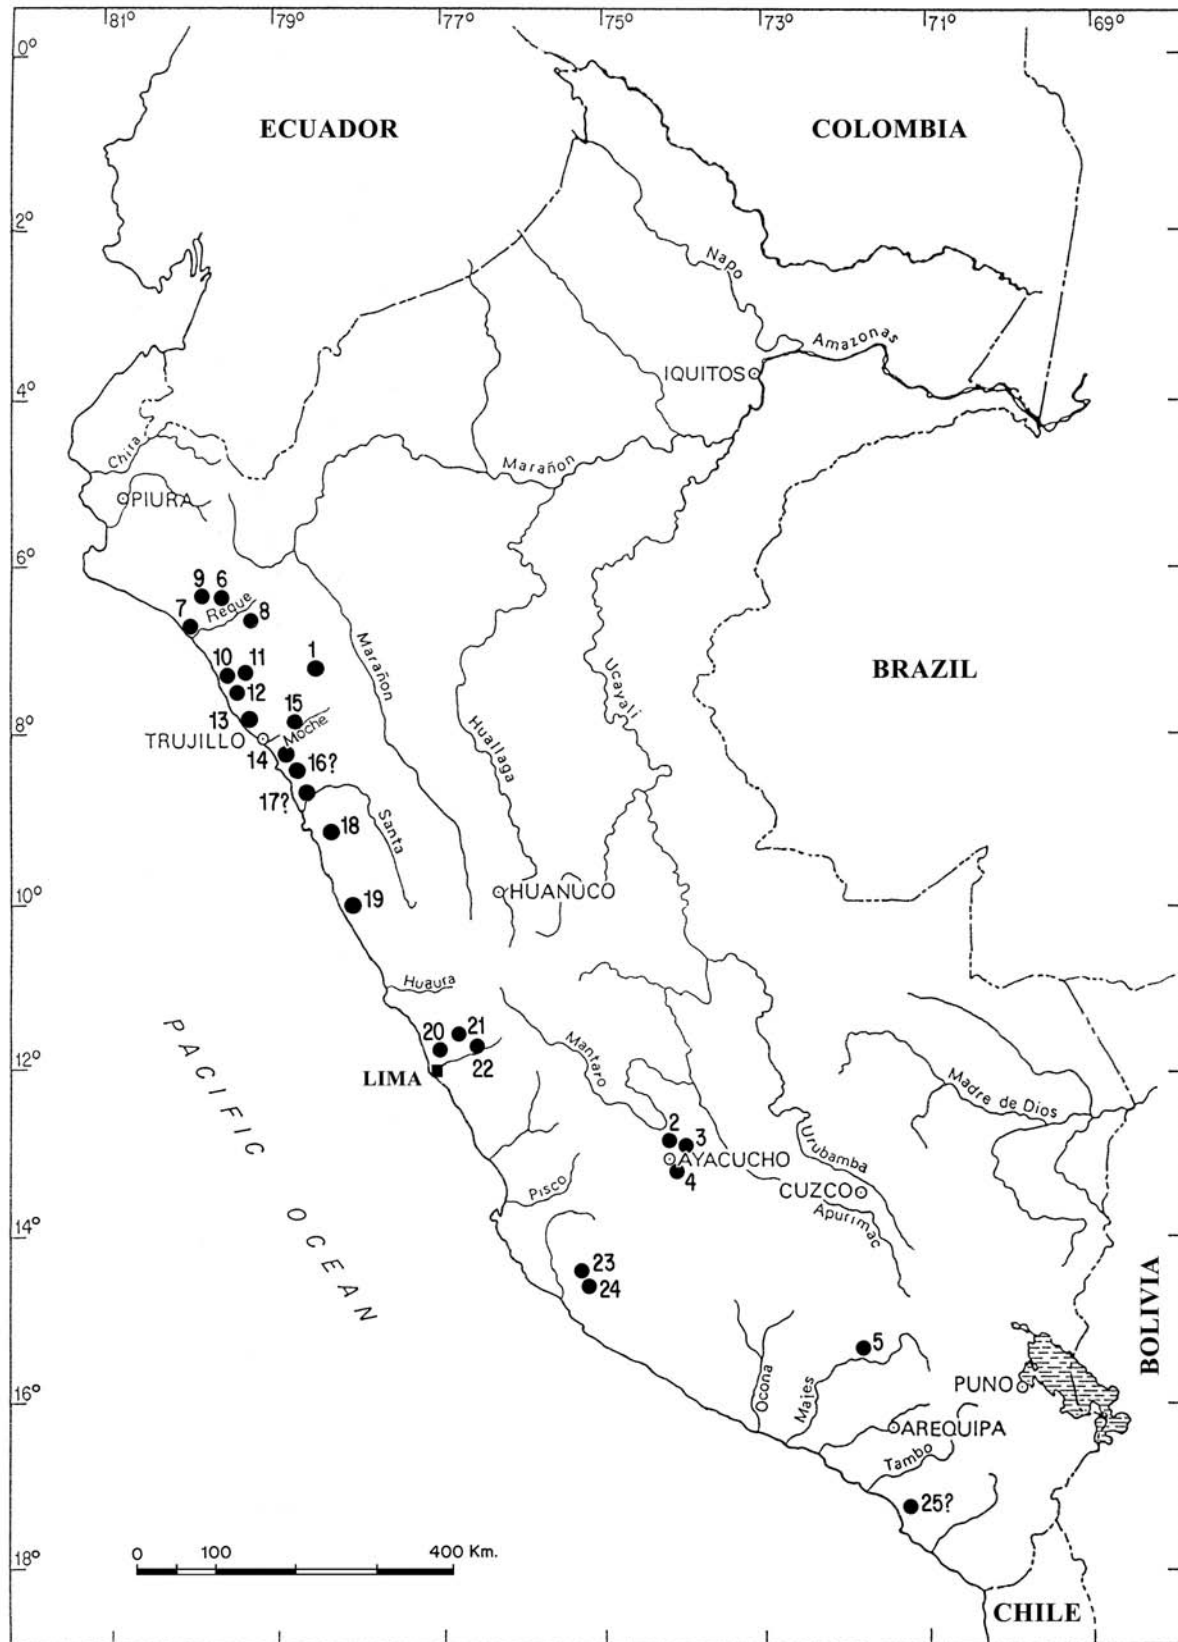 81° 79° 77° 75° 73° 71° 69°
0°
ECUADOR COLOMBIA
2°
Napo
Amazonas
IQUITOS
4°
Chira
Marañon
PIURA
6°
9 6
7 Reque 8
Marañon
Ucayali
10 11 1
BRAZIL
12 15
8°
13 Moche
TRUJILLO
Huallaga
14 16?
17?
18 Santa
HUANUCO
10°
19
Huaura
PACIFIC OCEAN
20 21
Mantaro
22
12°
LIMA
Madre de Dios
2 3
Urubamba
AYACUCHO
4
Pisco
CUZCO
Apurimac
14°
23
24
BOLIVIA
5
Ocona
Majes
PUNO
16°
AREQUIPA
Tambo
25?
0 100 400 Km.
18°
CHILE